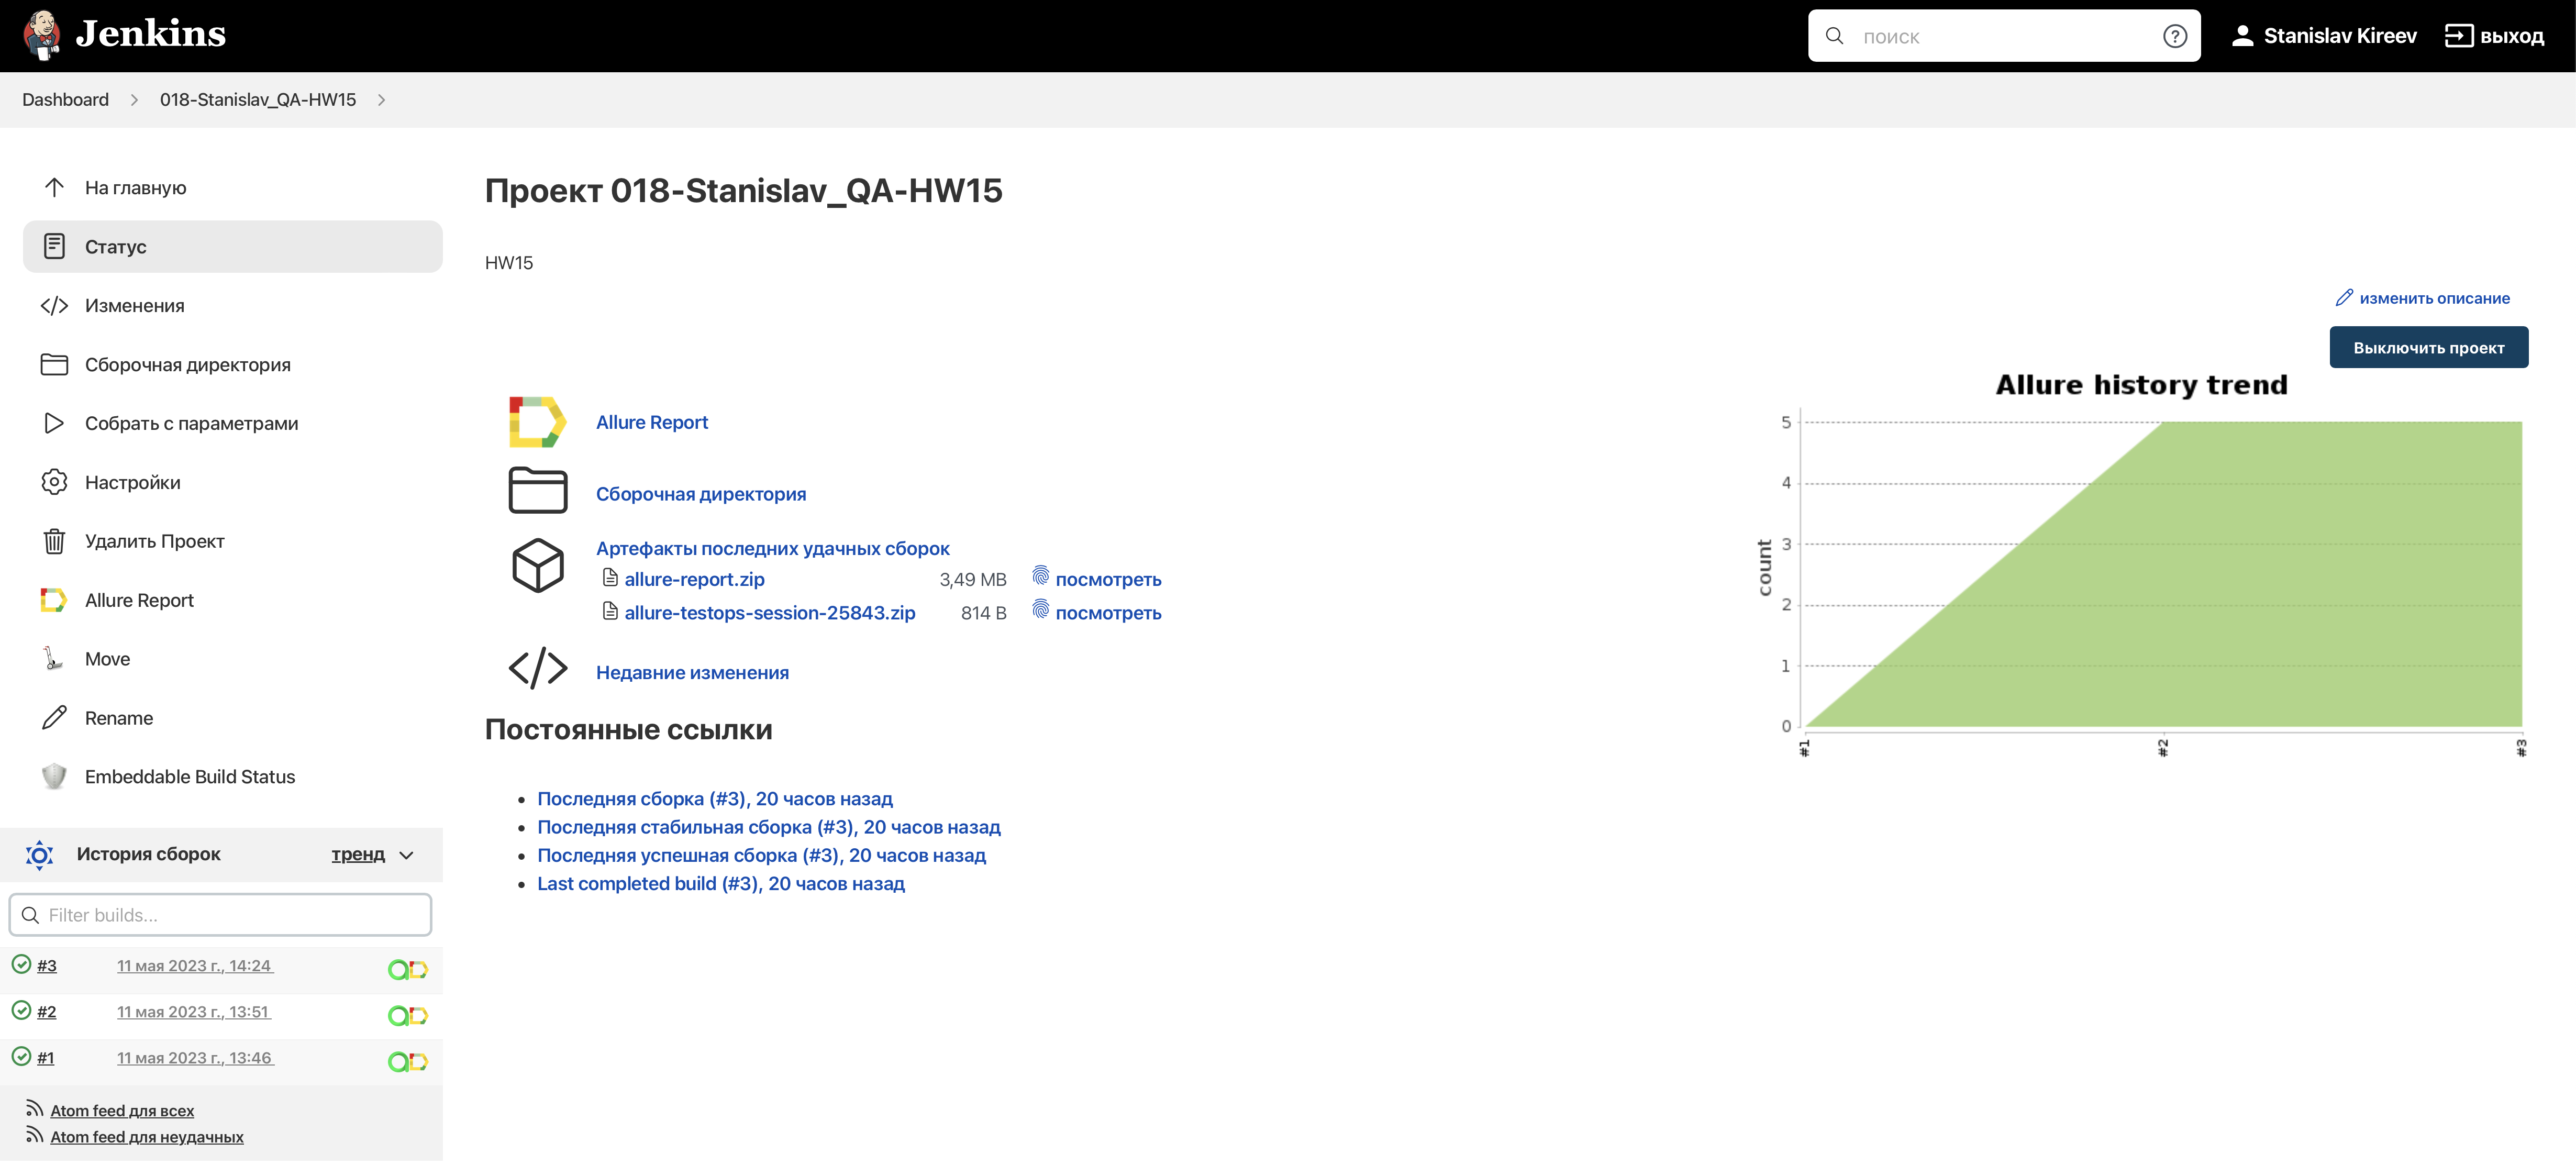 Jenkins
поиск
Stanislav Kireev
выход
Dashboard
018-Stanislav_QA-HW15
На главную
Статус
Изменения
Сборочная директория
Собрать с параметрами
Настройки
Удалить Проект
Allure Report
Move
Rename
Embeddable Build Status
История сборок
тренд
Filter builds...
#3 11 мая 2023 г., 14:24
#2 11 мая 2023 г., 13:51
#1 11 мая 2023 г., 13:46
Atom feed для всех
Atom feed для неудачных
Проект 018-Stanislav_QA-HW15
HW15
изменить описание
Выключить проект
Allure Report
Сборочная директория
Артефакты последних удачных сборок
allure-report.zip 3,49 MB посмотреть
allure-testops-session-25843.zip 814 B посмотреть
Недавние изменения
Постоянные ссылки
Последняя сборка (#3), 20 часов назад
Последняя стабильная сборка (#3), 20 часов назад
Последняя успешная сборка (#3), 20 часов назад
Last completed build (#3), 20 часов назад
Allure history trend
count
5
4
3
2
1
0
#1
#2
#3